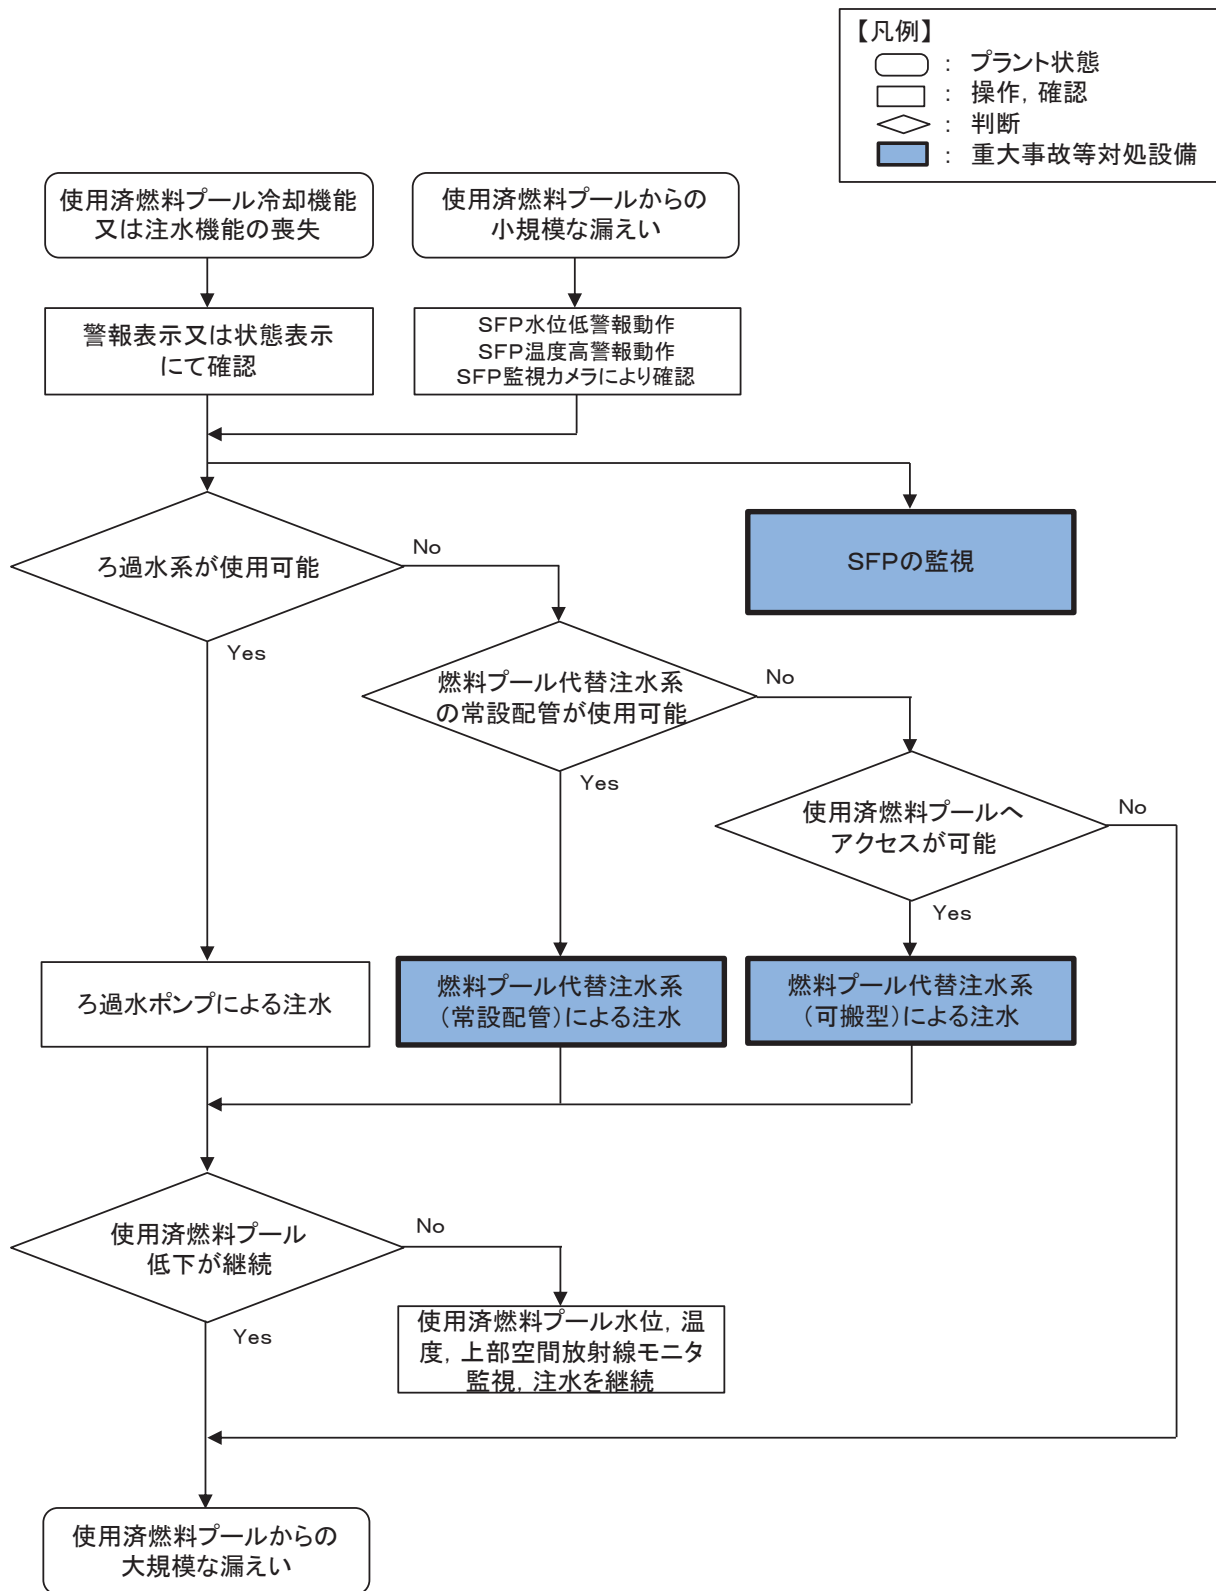 【凡例】
： プラント状態
： 操作，確認
： 判断
： 重大事故等対処設備
使用済燃料プール冷却機能
又は注水機能の喪失
使用済燃料プールからの
小規模な漏えい
警報表示又は状態表示
にて確認
SFP水位低警報動作
SFP温度高警報動作
SFP監視カメラにより確認
ろ過水系が使用可能
No
Yes
SFPの監視
燃料プール代替注水系
の常設配管が使用可能
No
Yes
使用済燃料プールへ
アクセスが可能
No
Yes
ろ過水ポンプによる注水
燃料プール代替注水系
（常設配管）による注水
燃料プール代替注水系
（可搬型）による注水
使用済燃料プール
低下が継続
No
Yes
使用済燃料プール水位，温
度，上部空間放射線モニタ
監視，注水を継続
使用済燃料プールからの
大規模な漏えい